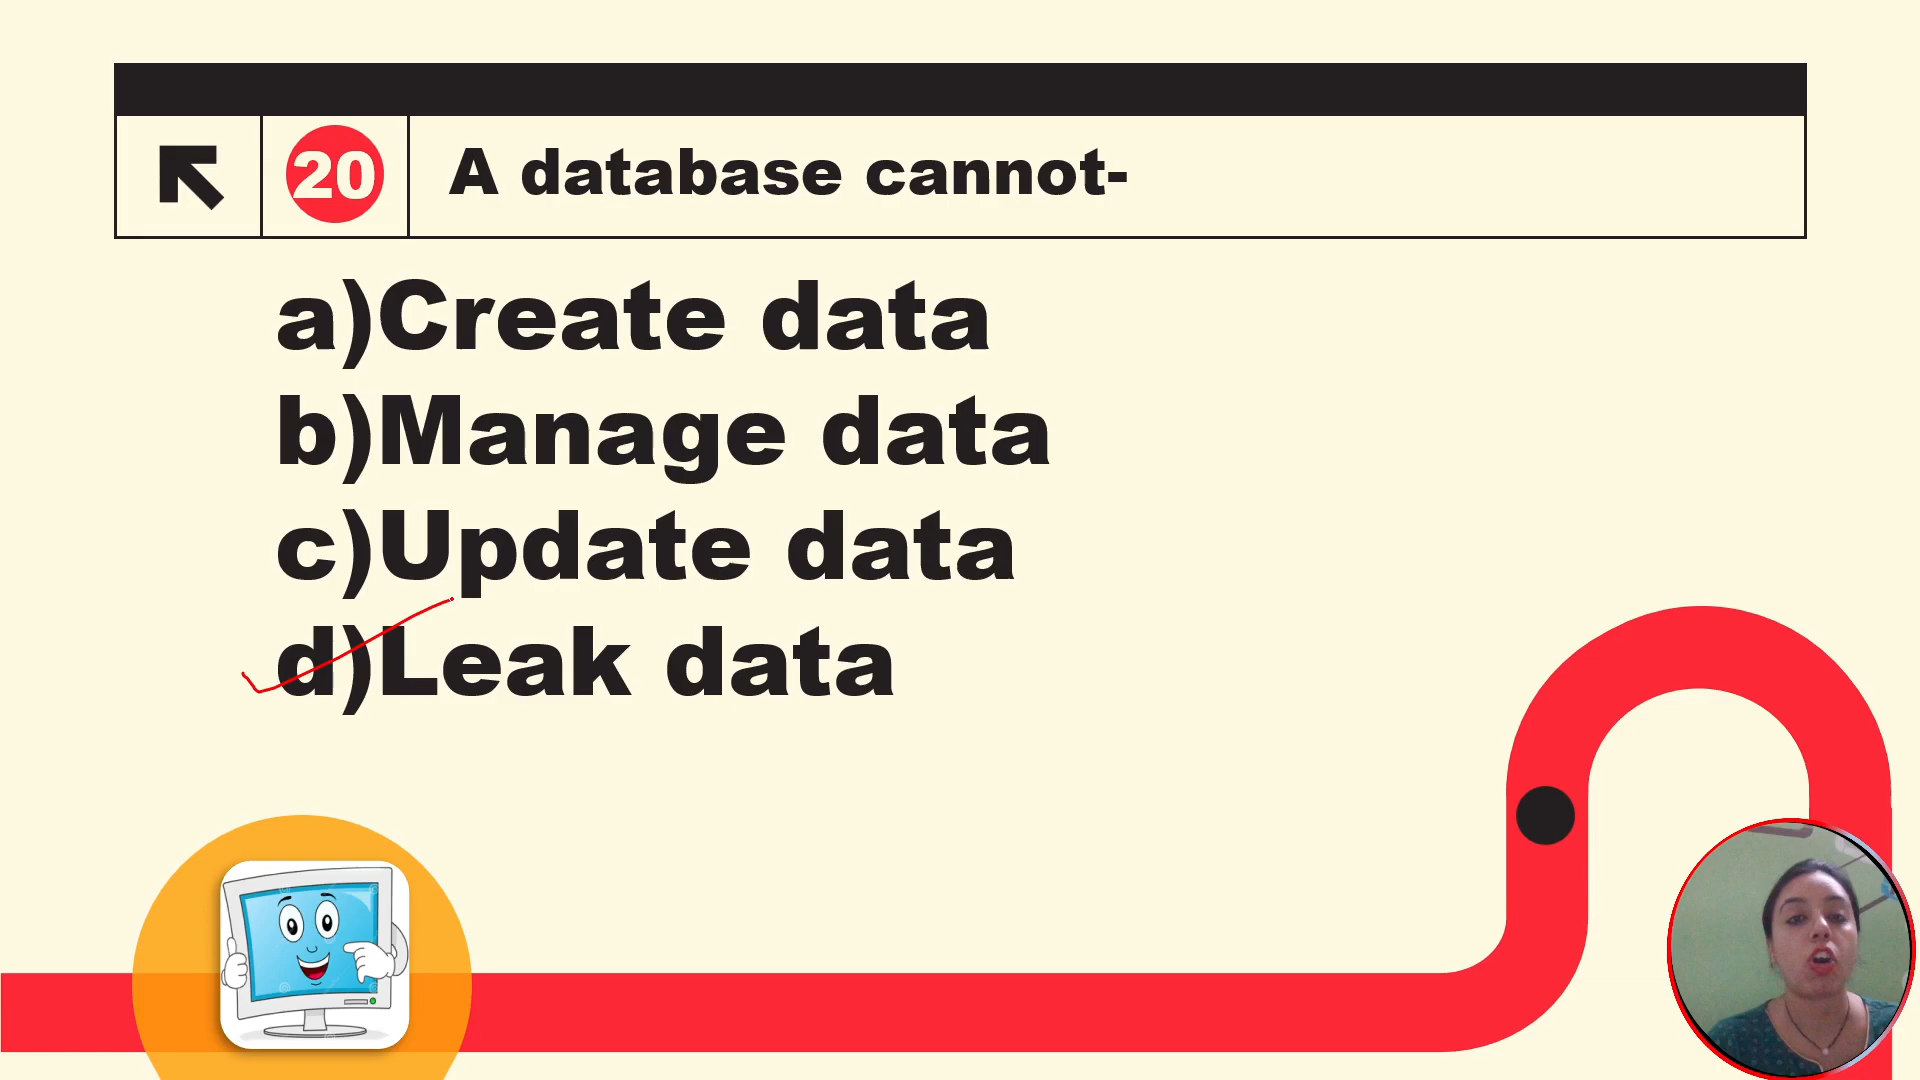 20 A database cannot-
a)Create data
b)Manage data
c)Update data
d)Leak data